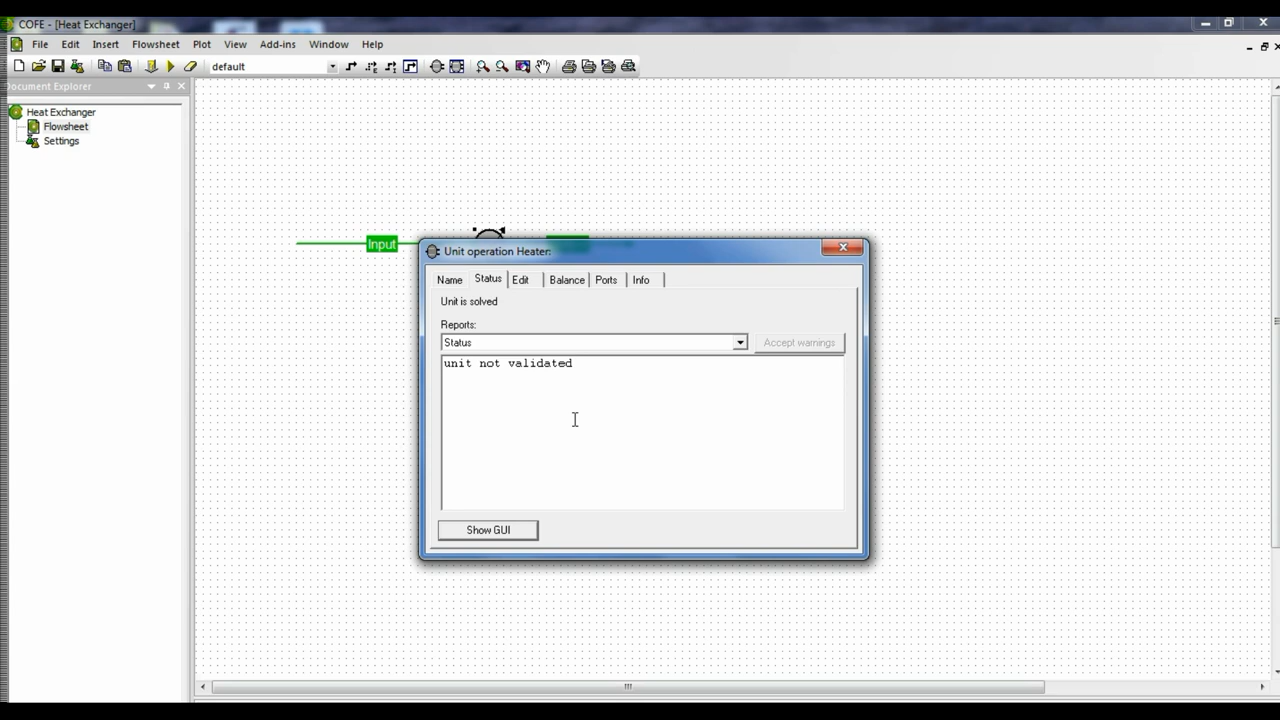 COFE - [Heat Exchanger]
File Edit Insert Flowsheet Plot View Add-ins Window Help
default
Document Explorer
Heat Exchanger
Flowsheet
Settings
Input
Unit operation Heater:
Name Status Edit Balance Ports Info
Unit is solved
Reports:
Status
Accept warnings
unit not validated
Show GUI